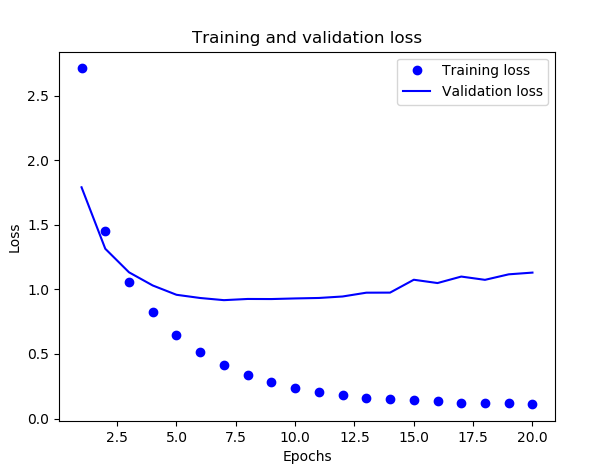 Training and validation loss
Training loss
Validation loss
Loss
2.5
2.0
1.5
1.0
0.5
0.0
2.5 5.0 7.5 10.0 12.5 15.0 17.5 20.0
Epochs